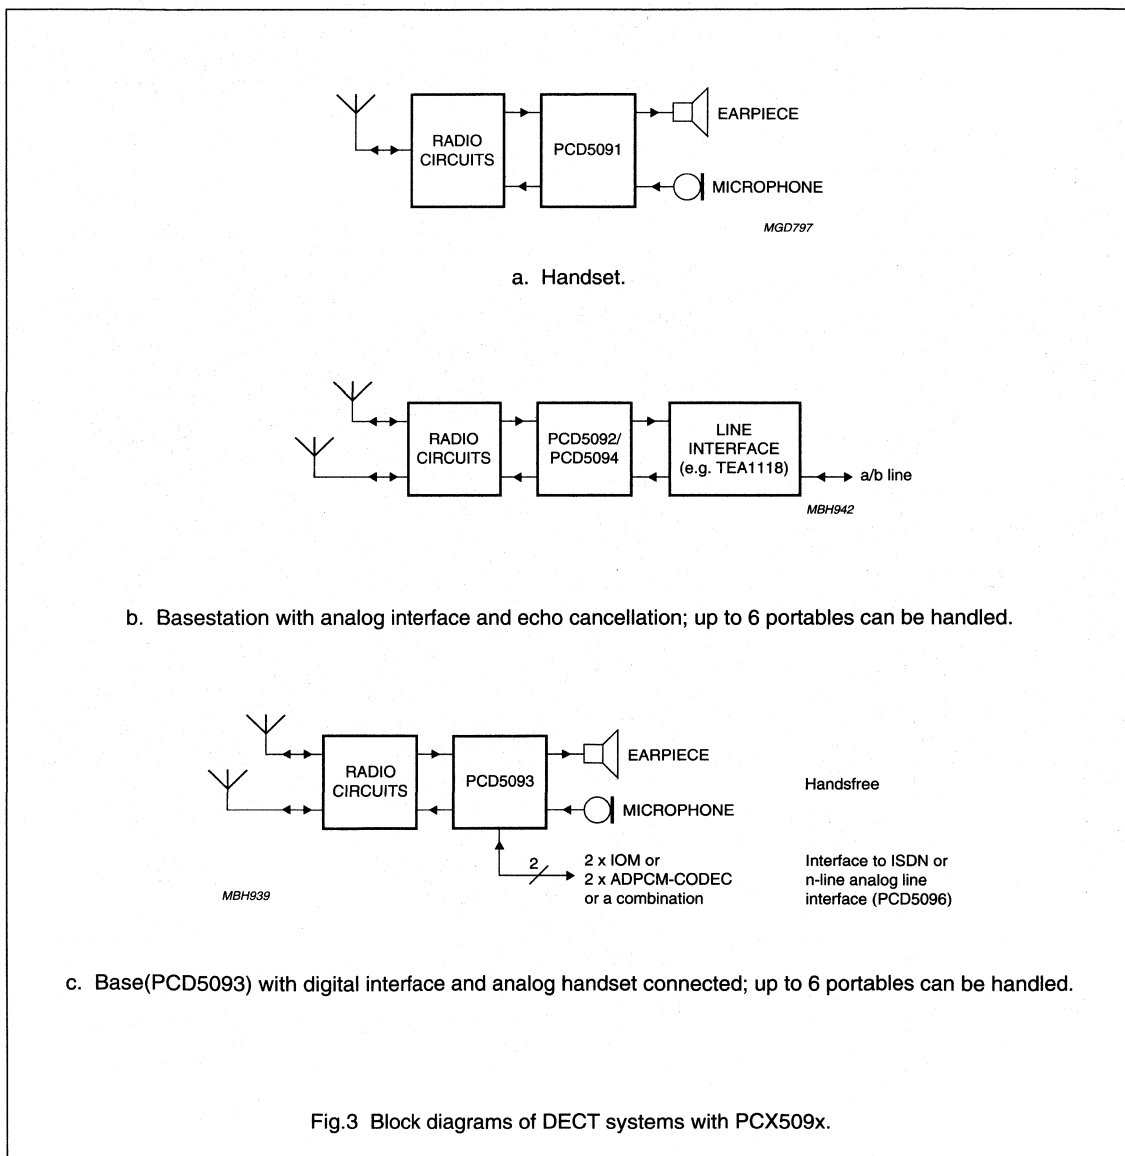 RADIO
CIRCUITS
PCD5091
EARPIECE
MICROPHONE
MGD797
a. Handset.
RADIO
CIRCUITS
PCD5092/
PCD5094
LINE
INTERFACE
(e.g. TEA1118)
a/b line
MBH942
b. Basestation with analog interface and echo cancellation; up to 6 portables can be handled.
RADIO
CIRCUITS
PCD5093
EARPIECE
MICROPHONE
Handsfree
2
2 x IOM or
2 x ADPCM-CODEC
or a combination
Interface to ISDN or
n-line analog line
interface (PCD5096)
MBH939
c. Base(PCD5093) with digital interface and analog handset connected; up to 6 portables can be handled.
Fig.3 Block diagrams of DECT systems with PCX509x.